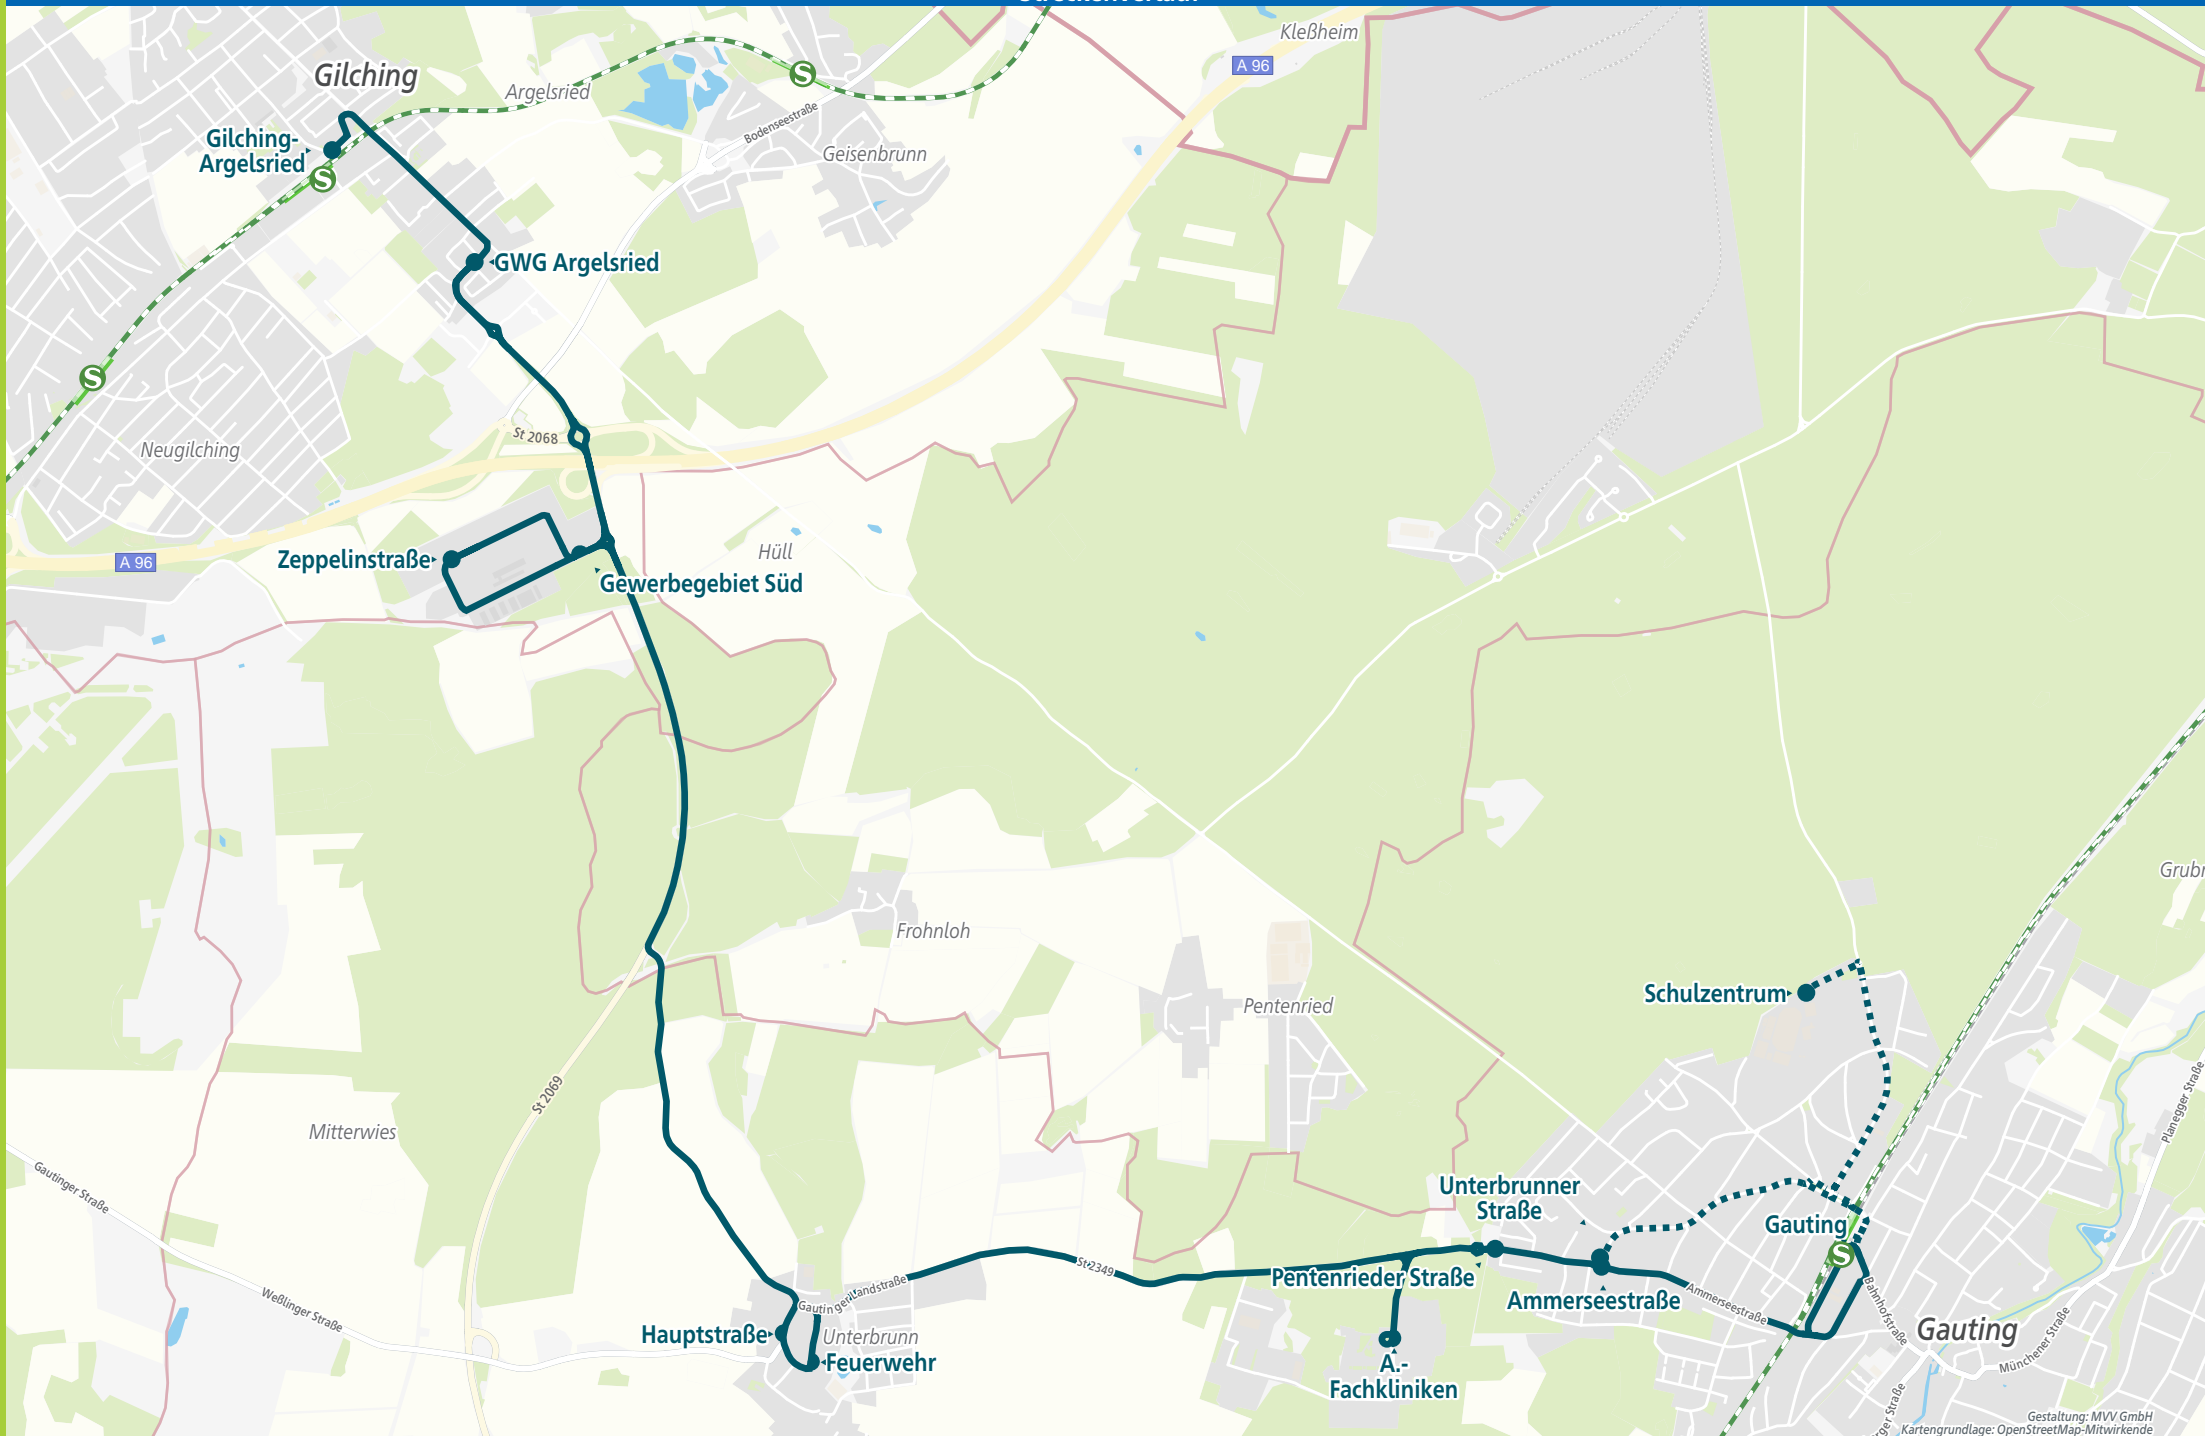 Kleßheim
A 96
Gilching
Argelsried
Bodenseestraße
Gilching-
Argelsried
S
S
Geisenbrunn
GWG Argelsried
S
St 2068
Neugilching
A 96
Zeppelinstraße
Hüll
Gewerbegebiet Süd
Frohnloh
Schulzentrum
Pentenried
St 2069
Mitterwies
Planegger Straße
Gautinger Straße
Unterbrunner
Straße
Gauting
S
St 2349
Pentenrieder Straße
Ammerseestraße
Ammerseestraße
Bahnhofstraße
Gautinger Landstraße
Weßlinger Straße
Hauptstraße
Unterbrunn
Feuerwehr
A.-
Fachkliniken
Gauting
Münchener Straße
Gestaltung: MVV GmbH
Kartengrundlage: OpenStreetMap-Mitwirkende